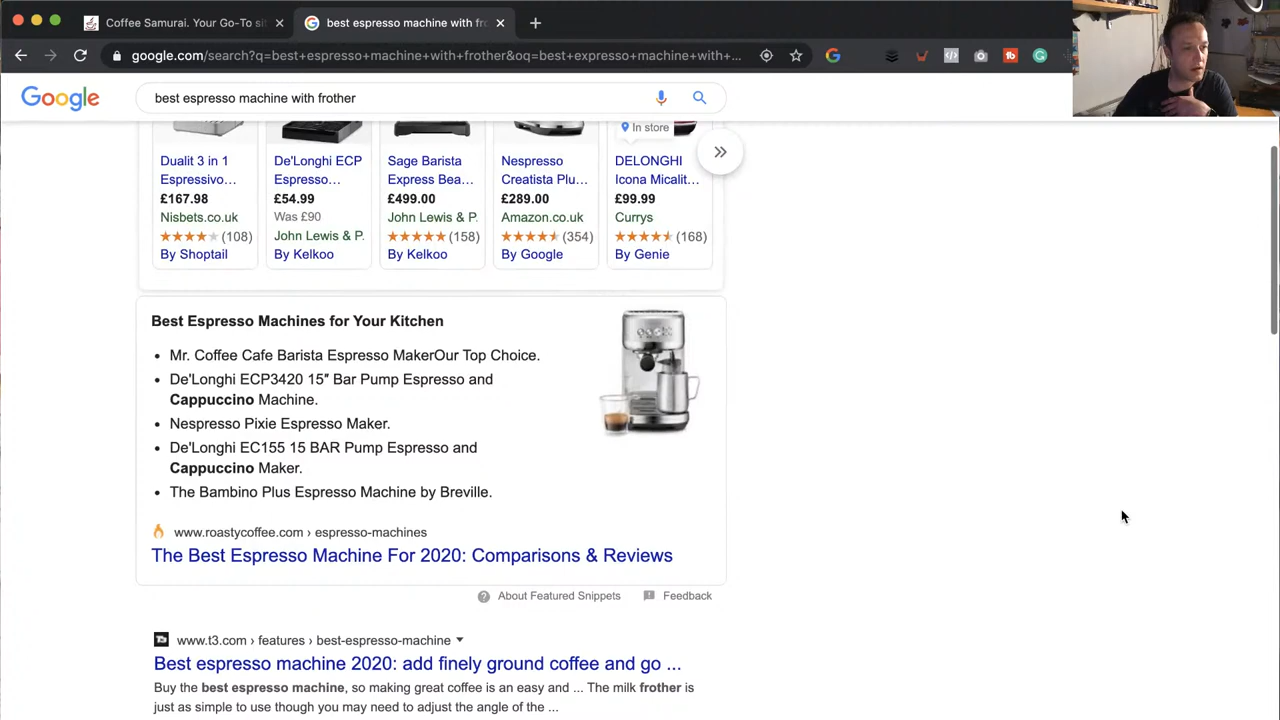 Coffee Samurai. Your Go-To si
best espresso machine with fro
google.com/search?q=best+espresso+machine+with+frother&oq=best+expresso+machine+with+...
Google
best espresso machine with frother
In store
Dualit 3 in 1
Espressivo...
£167.98
Nisbets.co.uk
(108)
By Shoptail
De'Longhi ECP
Espresso...
£54.99
Was £90
John Lewis & P.
By Kelkoo
Sage Barista
Express Bea...
£499.00
John Lewis & P.
(158)
By Kelkoo
Nespresso
Creatista Plu...
£289.00
Amazon.co.uk
(354)
By Google
DELONGHI
Icona Micalit...
£99.99
Currys
(168)
By Genie
Best Espresso Machines for Your Kitchen
• Mr. Coffee Cafe Barista Espresso MakerOur Top Choice.
• De'Longhi ECP3420 15″ Bar Pump Espresso and
Cappuccino Machine.
• Nespresso Pixie Espresso Maker.
• De'Longhi EC155 15 BAR Pump Espresso and
Cappuccino Maker.
• The Bambino Plus Espresso Machine by Breville.
www.roastycoffee.com › espresso-machines
The Best Espresso Machine For 2020: Comparisons & Reviews
About Featured Snippets
Feedback
www.t3.com › features › best-espresso-machine
Best espresso machine 2020: add finely ground coffee and go ...
Buy the best espresso machine, so making great coffee is an easy and ... The milk frother is
just as simple to use though you may need to adjust the angle of the ...